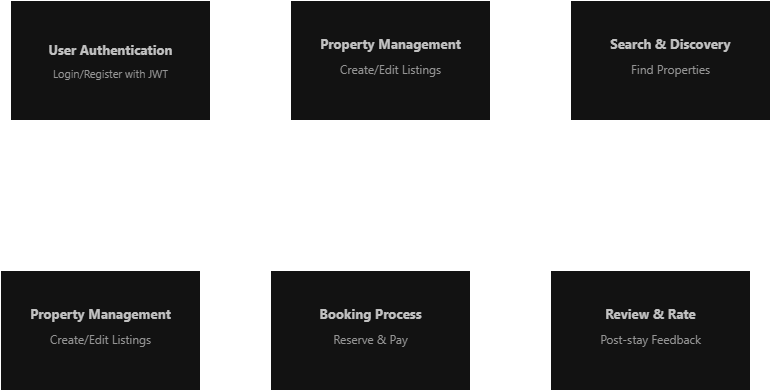 User Authentication
Login/Register with JWT
Property Management
Create/Edit Listings
Search & Discovery
Find Properties
Property Management
Create/Edit Listings
Booking Process
Reserve & Pay
Review & Rate
Post-stay Feedback